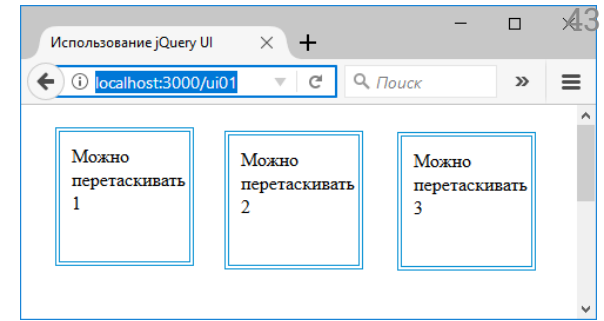 43
Использование jQuery UI
localhost:3000/ui01
Поиск
Можно
перетаскивать
1
Можно
перетаскивать
2
Можно
перетаскивать
3